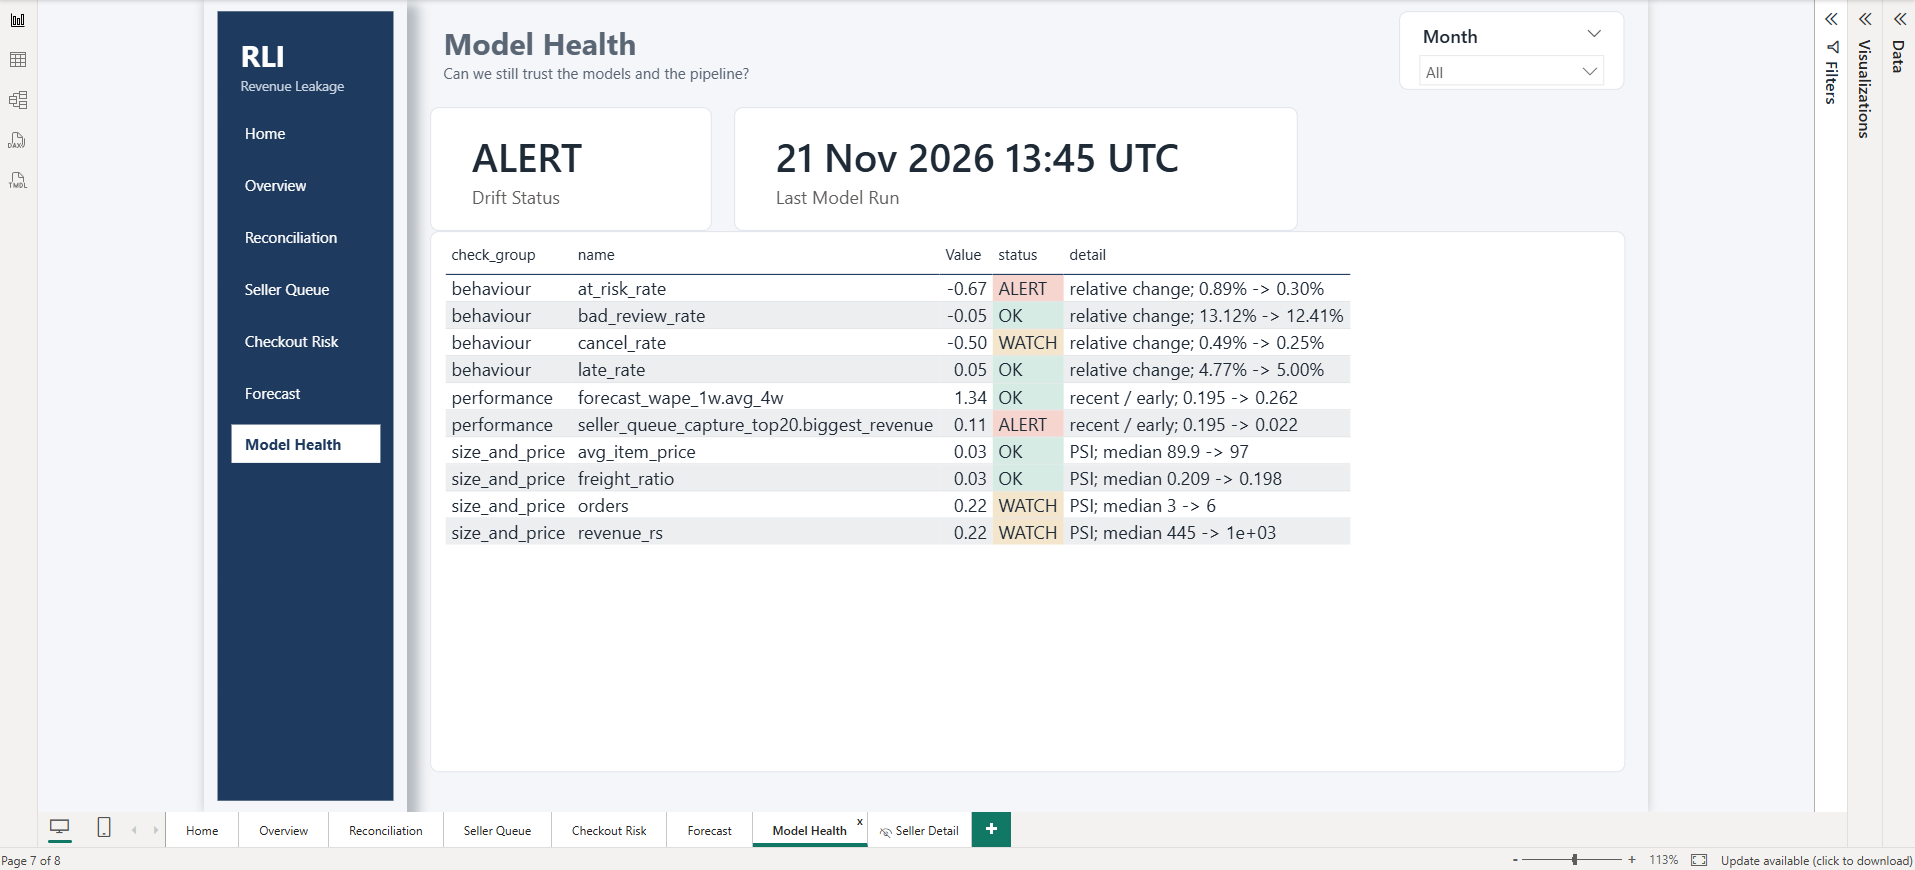 RLI
Revenue Leakage
Home
Overview
Reconciliation
Seller Queue
Checkout Risk
Forecast
Model Health
Model Health
Can we still trust the models and the pipeline?
Month
All
ALERT
Drift Status
21 Nov 2026 13:45 UTC
Last Model Run
check_group name Value status detail
behaviour at_risk_rate -0.67 ALERT relative change; 0.89% -> 0.30%
behaviour bad_review_rate -0.05 OK relative change; 13.12% -> 12.41%
behaviour cancel_rate -0.50 WATCH relative change; 0.49% -> 0.25%
behaviour late_rate 0.05 OK relative change; 4.77% -> 5.00%
performance forecast_wape_1w.avg_4w 1.34 OK recent / early; 0.195 -> 0.262
performance seller_queue_capture_top20.biggest_revenue 0.11 ALERT recent / early; 0.195 -> 0.022
size_and_price avg_item_price 0.03 OK PSI; median 89.9 -> 97
size_and_price freight_ratio 0.03 OK PSI; median 0.209 -> 0.198
size_and_price orders 0.22 WATCH PSI; median 3 -> 6
size_and_price revenue_rs 0.22 WATCH PSI; median 445 -> 1e+03
Filters
Visualizations
Data
DAX
TMDL
Home Overview Reconciliation Seller Queue Checkout Risk Forecast Model Health x Seller Detail +
Page 7 of 8
- + 113% Update available (click to download)